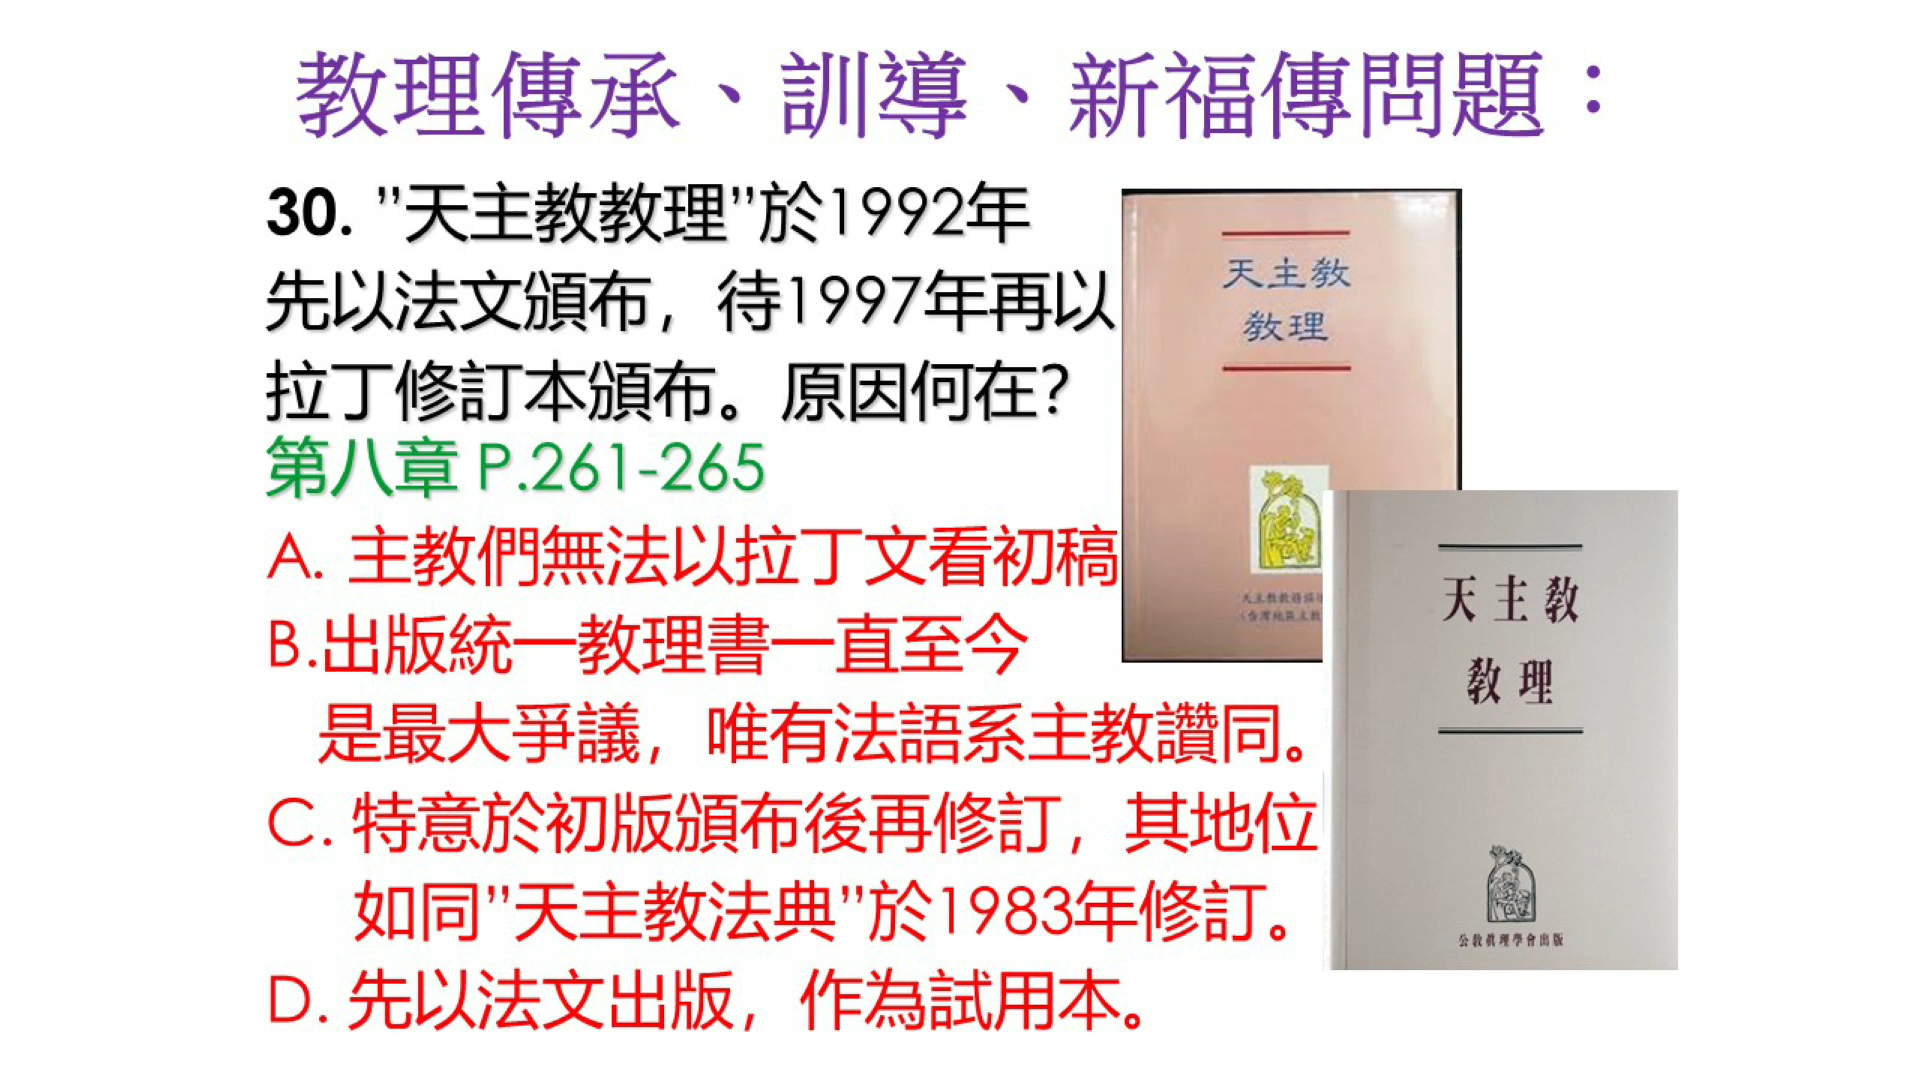 教理傳承、訓導、新福傳問題：
30. ”天主教教理”於1992年
先以法文頒布，待1997年再以
拉丁修訂本頒布。原因何在？
第八章 P.261-265
A. 主教們無法以拉丁文看初稿
B.出版統一教理書一直至今
是最大爭議，唯有法語系主教讚同。
C. 特意於初版頒布後再修訂，其地位
如同”天主教法典”於1983年修訂。
D. 先以法文出版，作為試用本。
天主教
教理
天主教
教理
公教真理學會出版